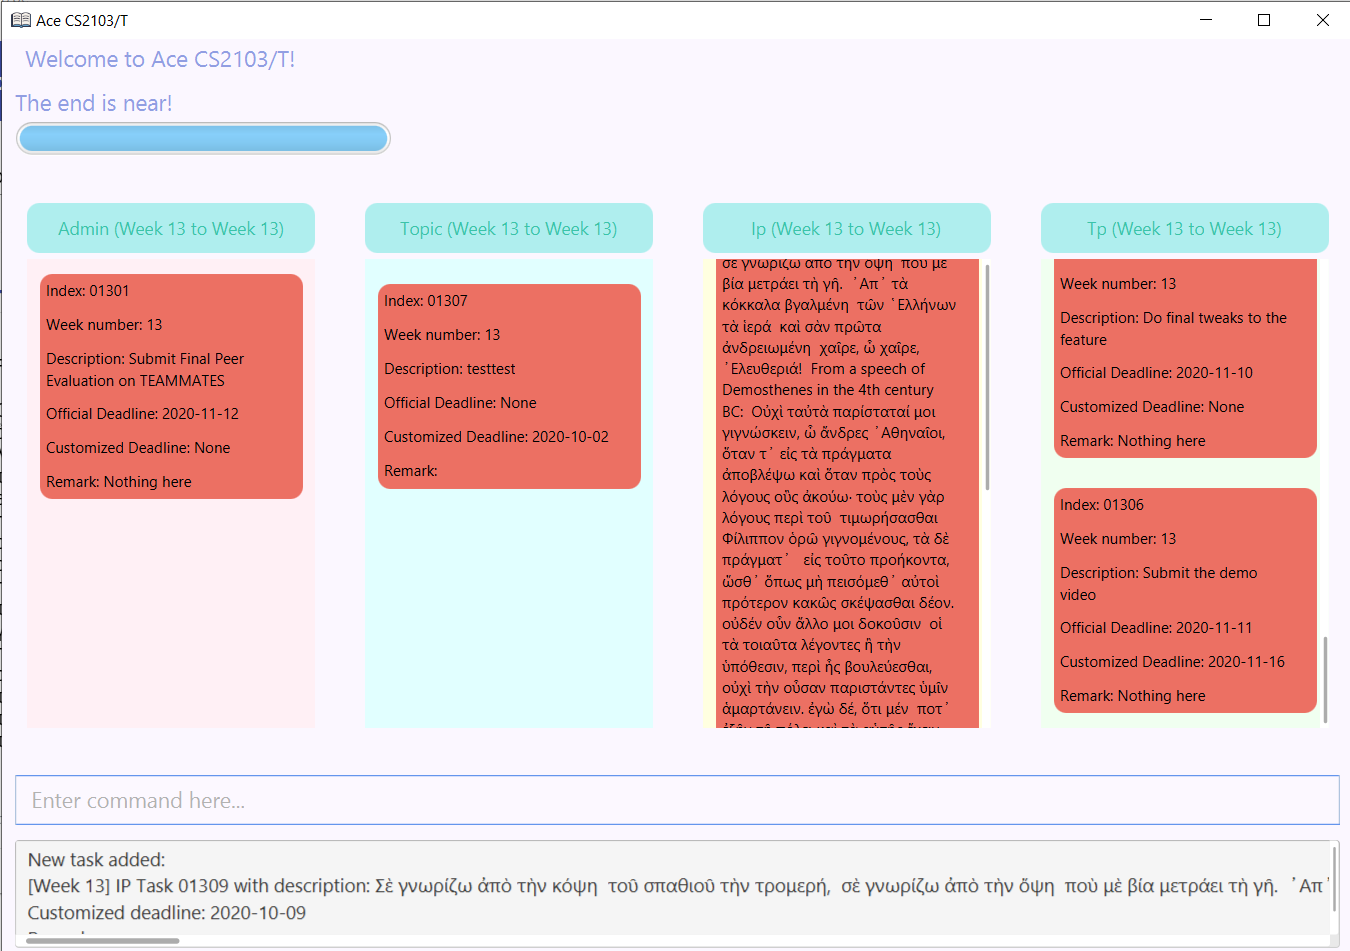 Ace CS2103/T
Welcome to Ace CS2103/T!
The end is near!
Admin (Week 13 to Week 13)
Index: 01301
Week number: 13
Description: Submit Final Peer
Evaluation on TEAMMATES
Official Deadline: 2020-11-12
Customized Deadline: None
Remark: Nothing here
Topic (Week 13 to Week 13)
Index: 01307
Week number: 13
Description: testtest
Official Deadline: None
Customized Deadline: 2020-10-02
Remark:
Ip (Week 13 to Week 13)
σὲ γνωρίζω ἀπὸ τὴν ὄψη  ποὺ μὲ
βία μετράει τὴ γῆ.  ᾿Απ᾿ τὰ
κόκκαλα βγαλμένη  τῶν ῾Ελλήνων
τὰ ἱερά  καὶ σὰν πρῶτα
ἀνδρειωμένη  χαῖρε, ὦ χαῖρε,
᾿Ελευθεριά!  From a speech of
Demosthenes in the 4th century
BC:  Οὐχὶ ταὐτὰ παρίσταταί μοι
γιγνώσκειν, ὦ ἄνδρες ᾿Αθηναῖοι,
ὅταν τ᾿ εἰς τὰ πράγματα
ἀποβλέψω καὶ ὅταν πρὸς τοὺς
λόγους οὓς ἀκούω· τοὺς μὲν γὰρ
λόγους περὶ τοῦ  τιμωρήσασθαι
Φίλιππον ὁρῶ γιγνομένους, τὰ δὲ
πράγματ᾿   εἰς τοῦτο προήκοντα,
ὥσθ᾿ ὅπως μὴ πεισόμεθ᾿ αὐτοὶ
πρότερον κακῶς σκέψασθαι δέον.
οὐδέν οὖν ἄλλο μοι δοκοῦσιν  οἱ
τὰ τοιαῦτα λέγοντες ἢ τὴν
ὑπόθεσιν, περὶ ἧς βουλεύεσθαι,
οὐχὶ τὴν οὖσαν παριστάντες ὑμῖν
ἁμαρτάνειν. ἐγὼ δέ, ὅτι μέν  ποτ᾿
Tp (Week 13 to Week 13)
Week number: 13
Description: Do final tweaks to the
feature
Official Deadline: 2020-11-10
Customized Deadline: None
Remark: Nothing here
Index: 01306
Week number: 13
Description: Submit the demo
video
Official Deadline: 2020-11-11
Customized Deadline: 2020-11-16
Remark: Nothing here
Enter command here...
New task added:
[Week 13] IP Task 01309 with description: Σὲ γνωρίζω ἀπὸ τὴν κόψη  τοῦ σπαθιοῦ τὴν τρομερή,  σὲ γνωρίζω ἀπὸ τὴν ὄψη  ποὺ μὲ βία μετράει τὴ γῆ.  ᾿Απ᾿
Customized deadline: 2020-10-09